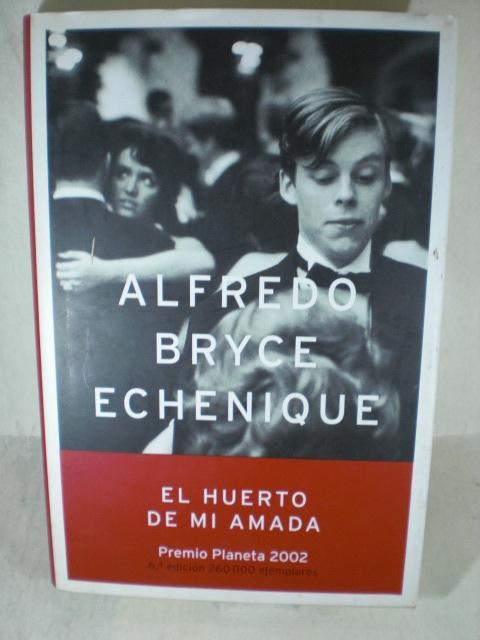 ALFREDO
BRYCE
ECHENIQUE
EL HUERTO
DE MI AMADA
Premio Planeta 2002
6.ª edición 260 000 ejemplares